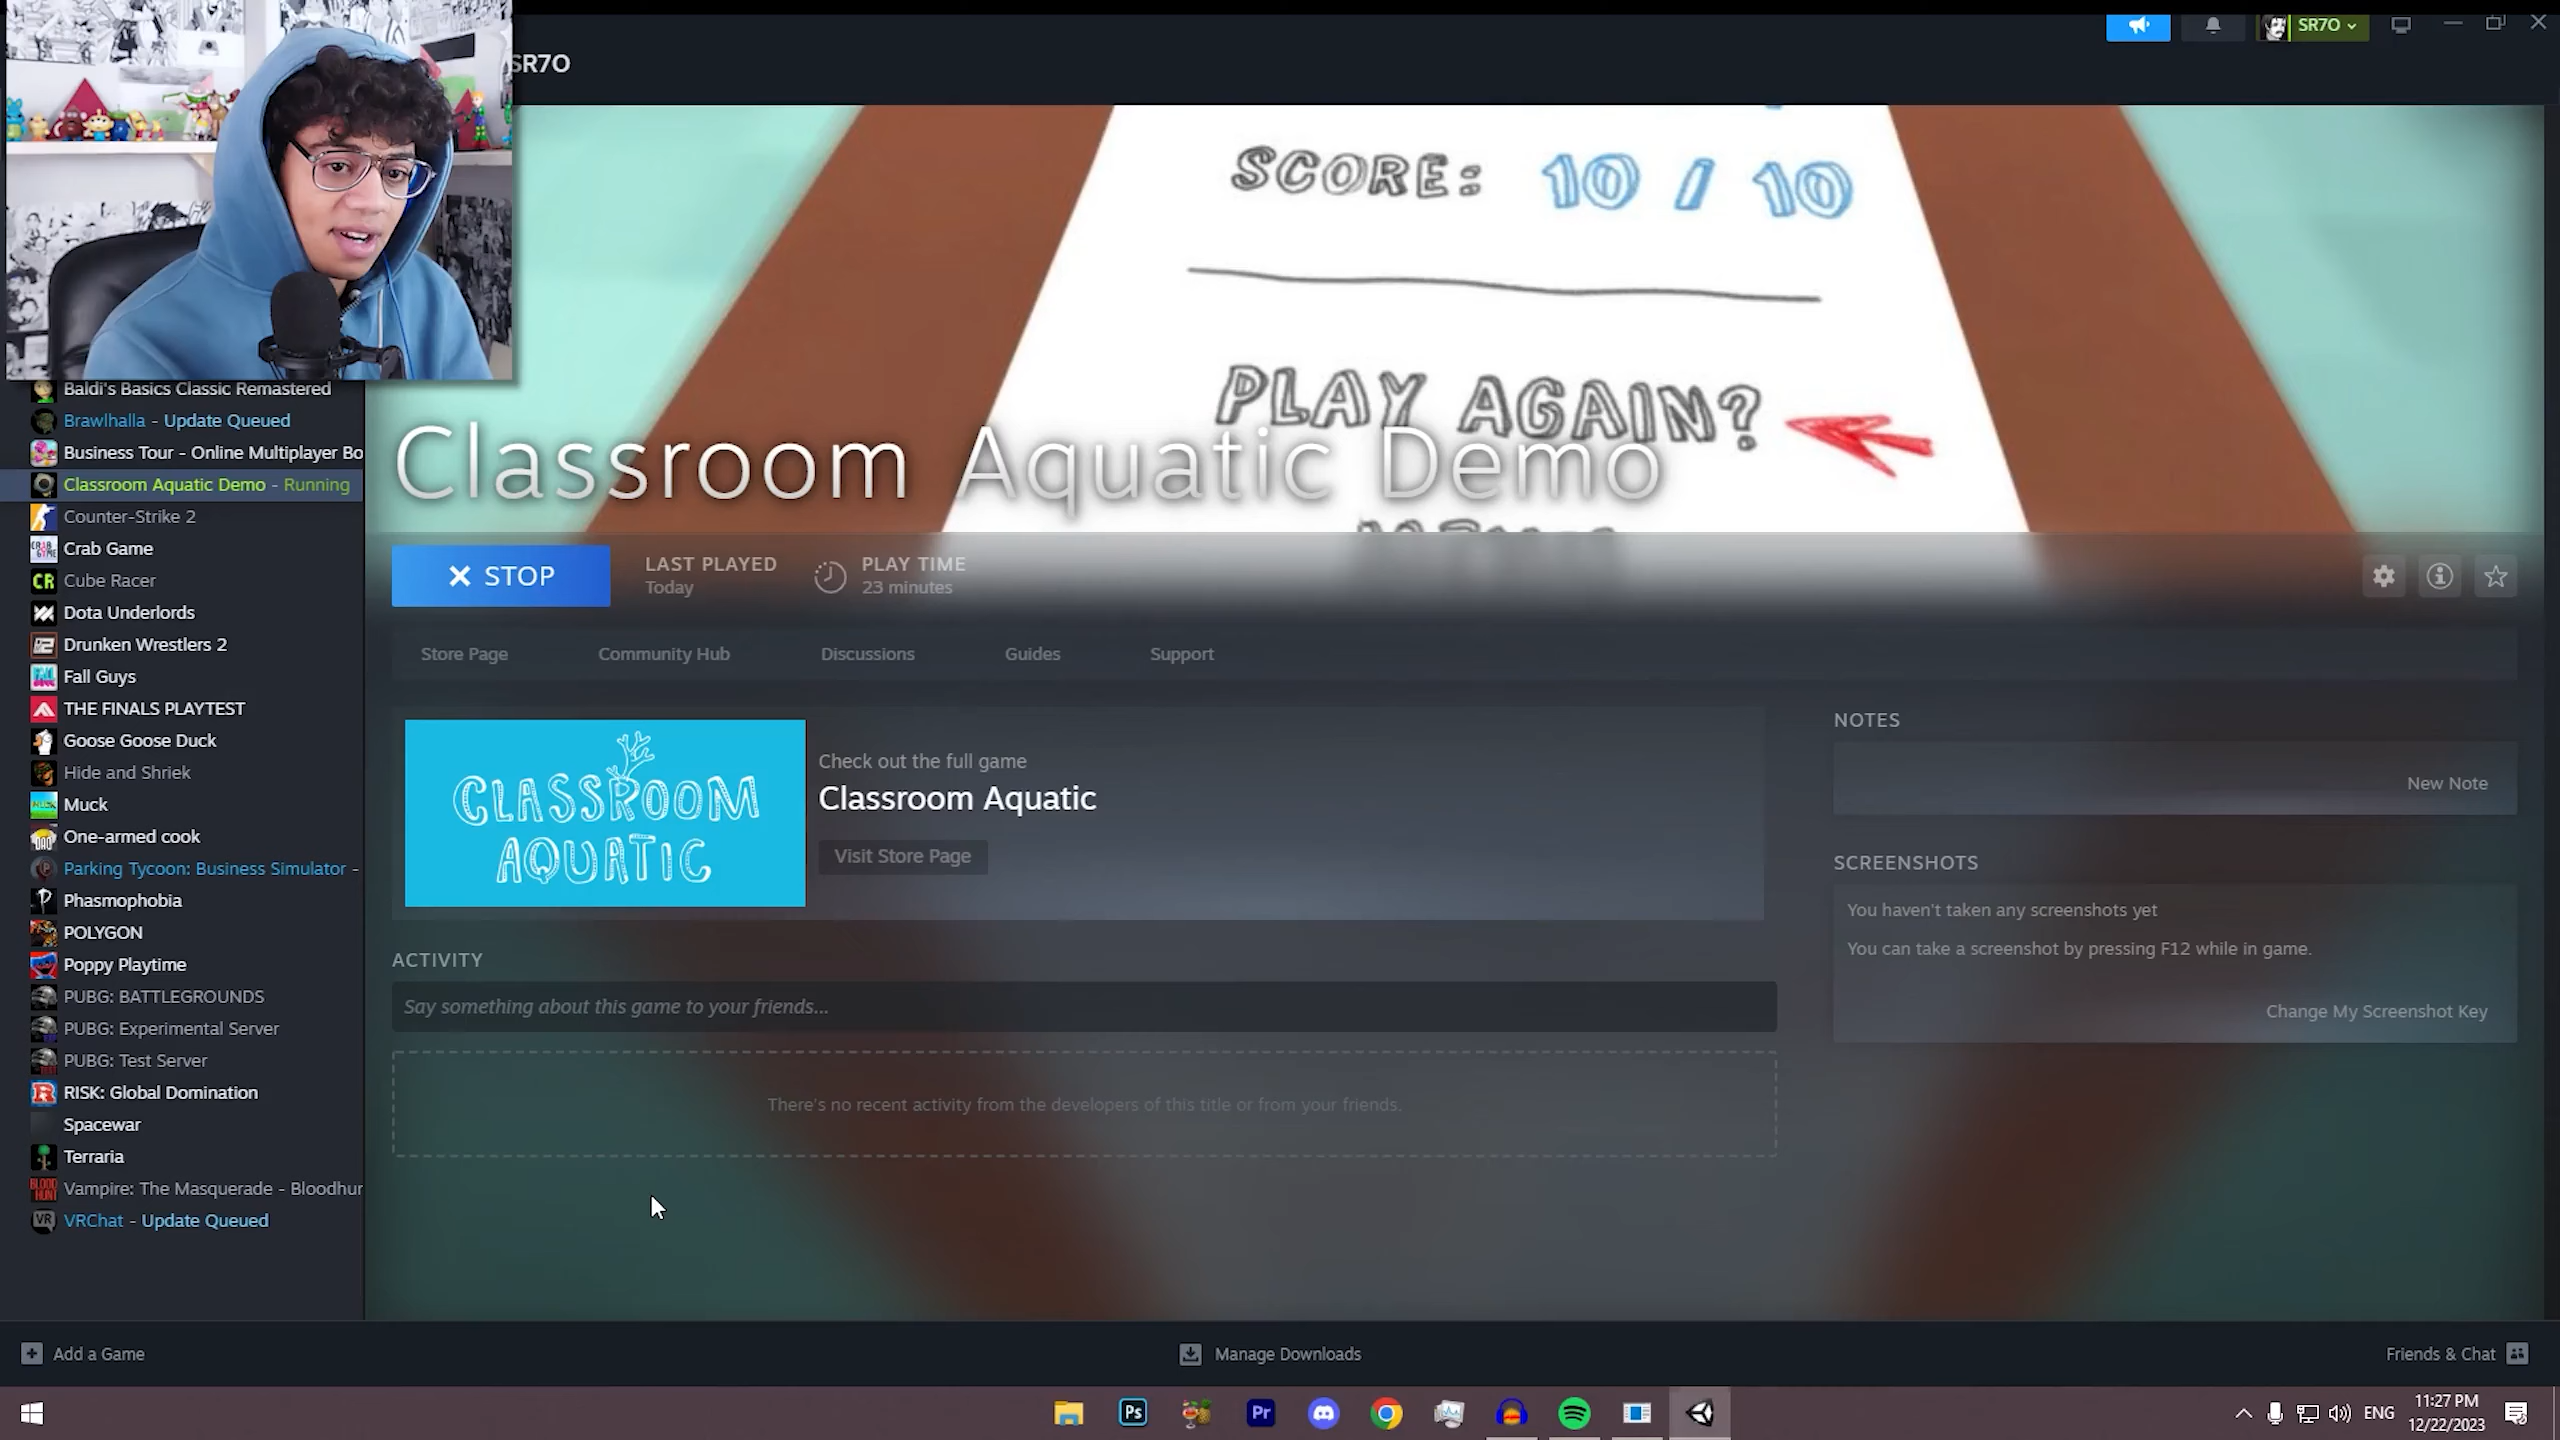 SR7O
SR7O
SCORE: 10 / 10
PLAY AGAIN?
Classroom Aquatic Demo
Baldi's Basics Classic Remastered
Brawlhalla - Update Queued
Business Tour - Online Multiplayer Bo
Classroom Aquatic Demo - Running
Counter-Strike 2
Crab Game
Cube Racer
Dota Underlords
Drunken Wrestlers 2
Fall Guys
THE FINALS PLAYTEST
Goose Goose Duck
Hide and Shriek
Muck
One-armed cook
Parking Tycoon: Business Simulator -
Phasmophobia
POLYGON
Poppy Playtime
PUBG: BATTLEGROUNDS
PUBG: Experimental Server
PUBG: Test Server
RISK: Global Domination
Spacewar
Terraria
Vampire: The Masquerade - Bloodhun
VRChat - Update Queued
STOP
LAST PLAYED
Today
PLAY TIME
23 minutes
Store Page
Community Hub
Discussions
Guides
Support
CLASSROOM
AQUATIC
Check out the full game
Classroom Aquatic
Visit Store Page
ACTIVITY
Say something about this game to your friends...
There's no recent activity from the developers of this title or from your friends.
NOTES
New Note
SCREENSHOTS
You haven't taken any screenshots yet
You can take a screenshot by pressing F12 while in game.
Change My Screenshot Key
Add a Game
Manage Downloads
Friends & Chat
Ps
Pr
ENG
11:27 PM
12/22/2023